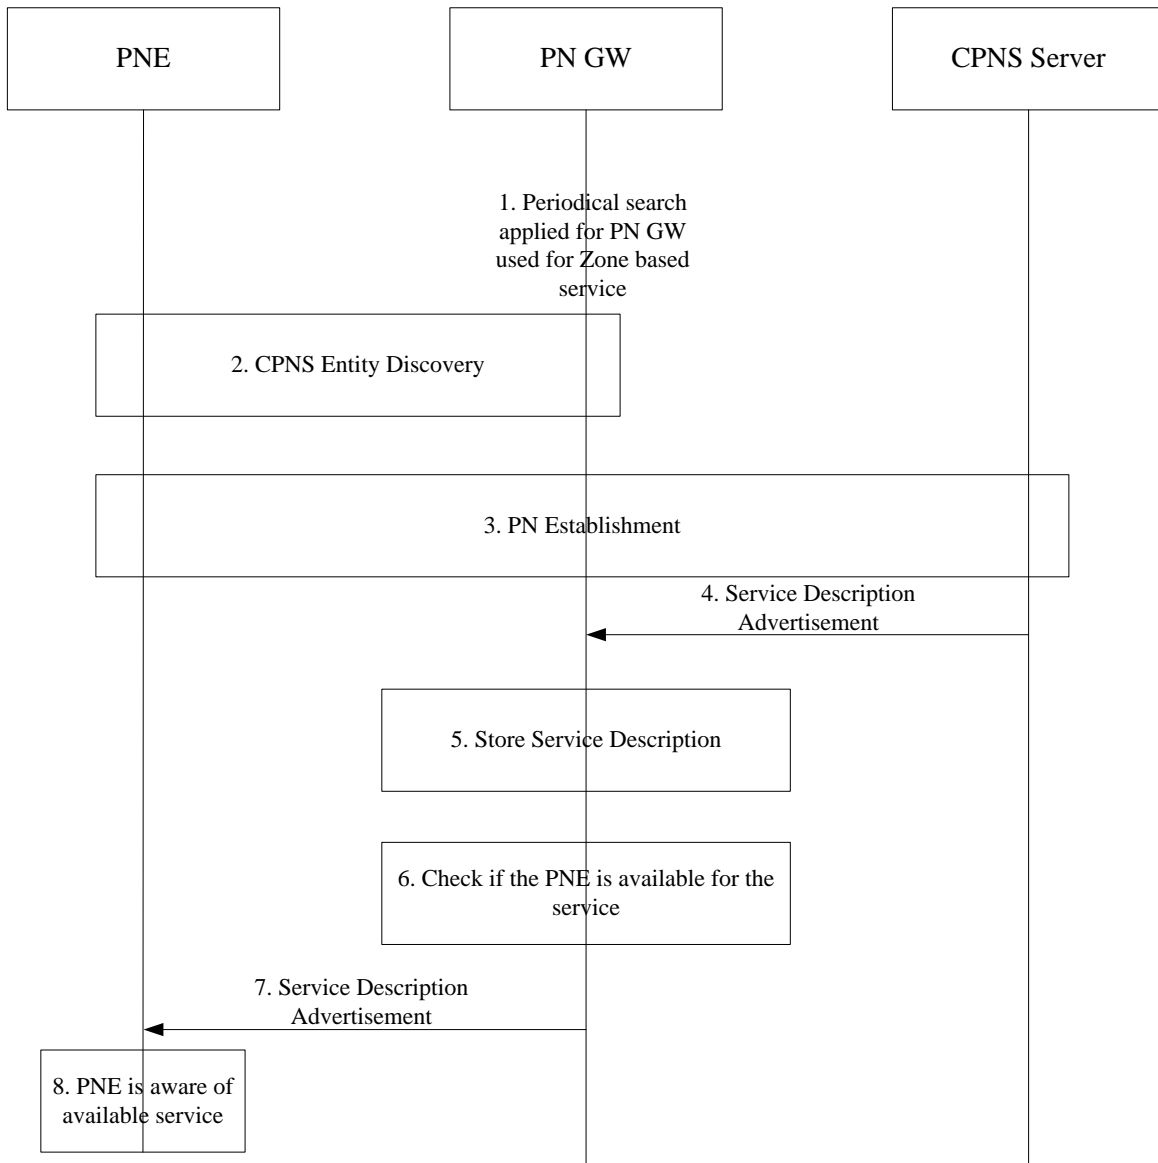 PNE
PN GW
CPNS Server
1. Periodical search
applied for PN GW
used for Zone based
service
2. CPNS Entity Discovery
3. PN Establishment
4. Service Description
Advertisement
5. Store Service Description
6. Check if the PNE is available for the
service
7. Service Description
Advertisement
8. PNE is aware of
available service